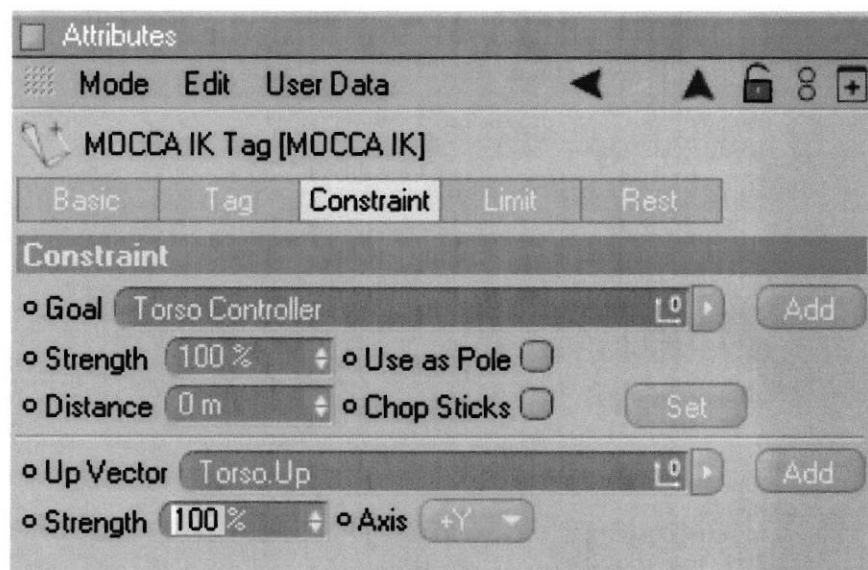 Attributes
Mode Edit User Data
MOCCA IK Tag [MOCCA IK]
Basic Tag Constraint Limit Rest
Constraint
Goal Torso Controller Add
Strength 100 % Use as Pole
Distance 0 m Chop Sticks Set
Up Vector Torso.Up Add
Strength 100 % Axis +Y